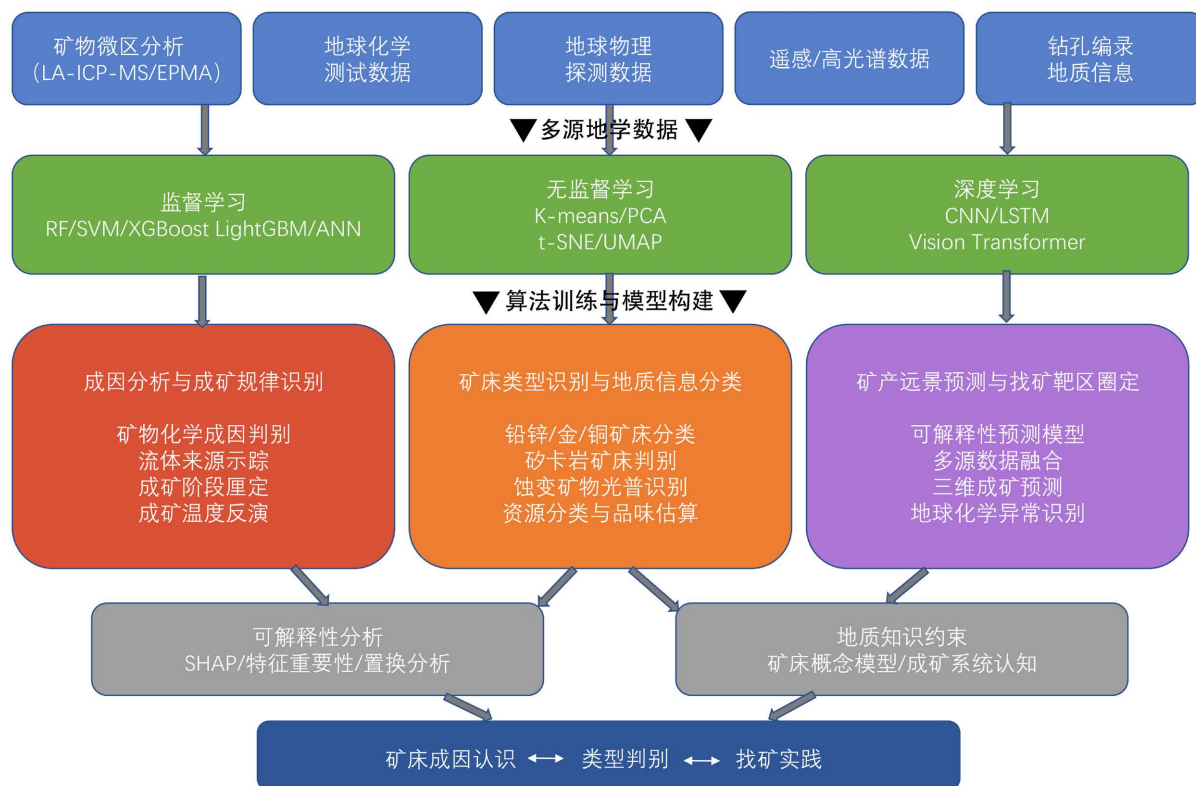 矿物微区分析
(LA-ICP-MS/EPMA)
地球化学
测试数据
地球物理
探测数据
遥感/高光谱数据
钻孔编录
地质信息
▼多源地学数据 ▼
监督学习
RF/SVM/XGBoost LightGBM/ANN
无监督学习
K-means/PCA
t-SNE/UMAP
深度学习
CNN/LSTM
Vision Transformer
▼ 算法训练与模型构建 ▼
成因分析与成矿规律识别
矿物化学成因判别
流体来源示踪
成矿阶段厘定
成矿温度反演
矿床类型识别与地质信息分类
铅锌/金/铜矿床分类
矽卡岩矿床判别
蚀变矿物光普识别
资源分类与品味估算
矿产远景预测与找矿靶区圈定
可解释性预测模型
多源数据融合
三维成矿预测
地球化学异常识别
可解释性分析
SHAP/特征重要性/置换分析
地质知识约束
矿床概念模型/成矿系统认知
矿床成因认识 ↔ 类型判别 ↔ 找矿实践